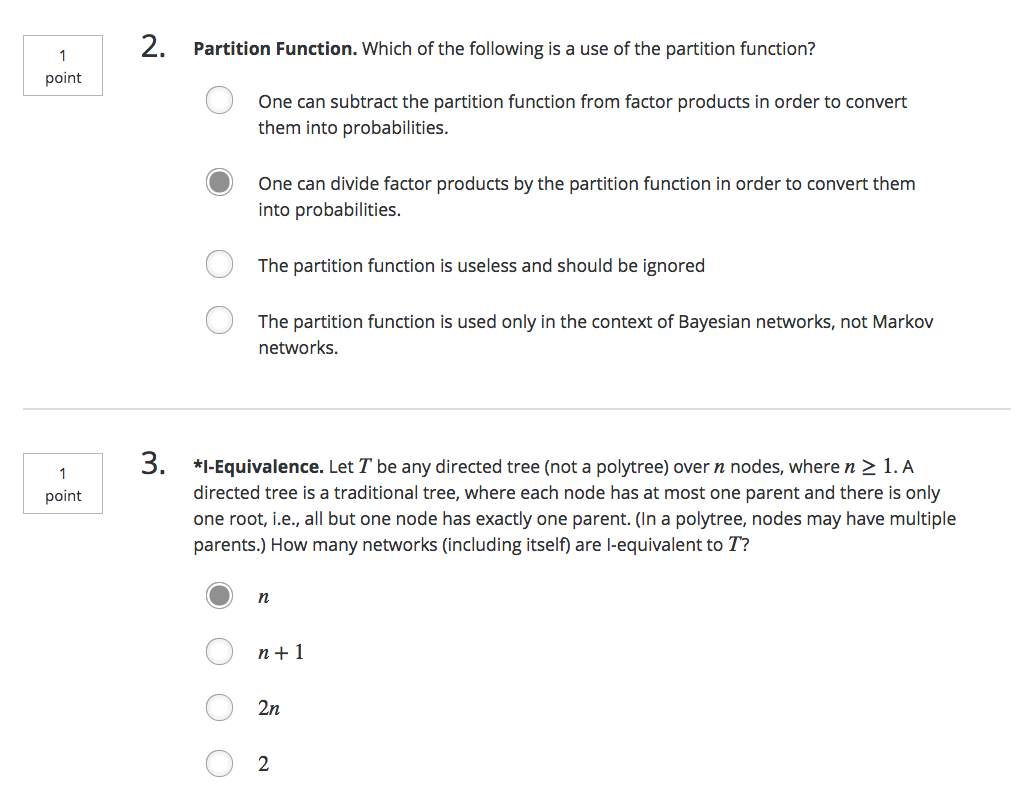 1
point
2.
Partition Function. Which of the following is a use of the partition function?
One can subtract the partition function from factor products in order to convert
them into probabilities.
One can divide factor products by the partition function in order to convert them
into probabilities.
The partition function is useless and should be ignored
The partition function is used only in the context of Bayesian networks, not Markov
networks.
1
point
3.
*I-Equivalence. Let T be any directed tree (not a polytree) over n nodes, where n ≥ 1. A
directed tree is a traditional tree, where each node has at most one parent and there is only
one root, i.e., all but one node has exactly one parent. (In a polytree, nodes may have multiple
parents.) How many networks (including itself) are I-equivalent to T?
n
n + 1
2n
2